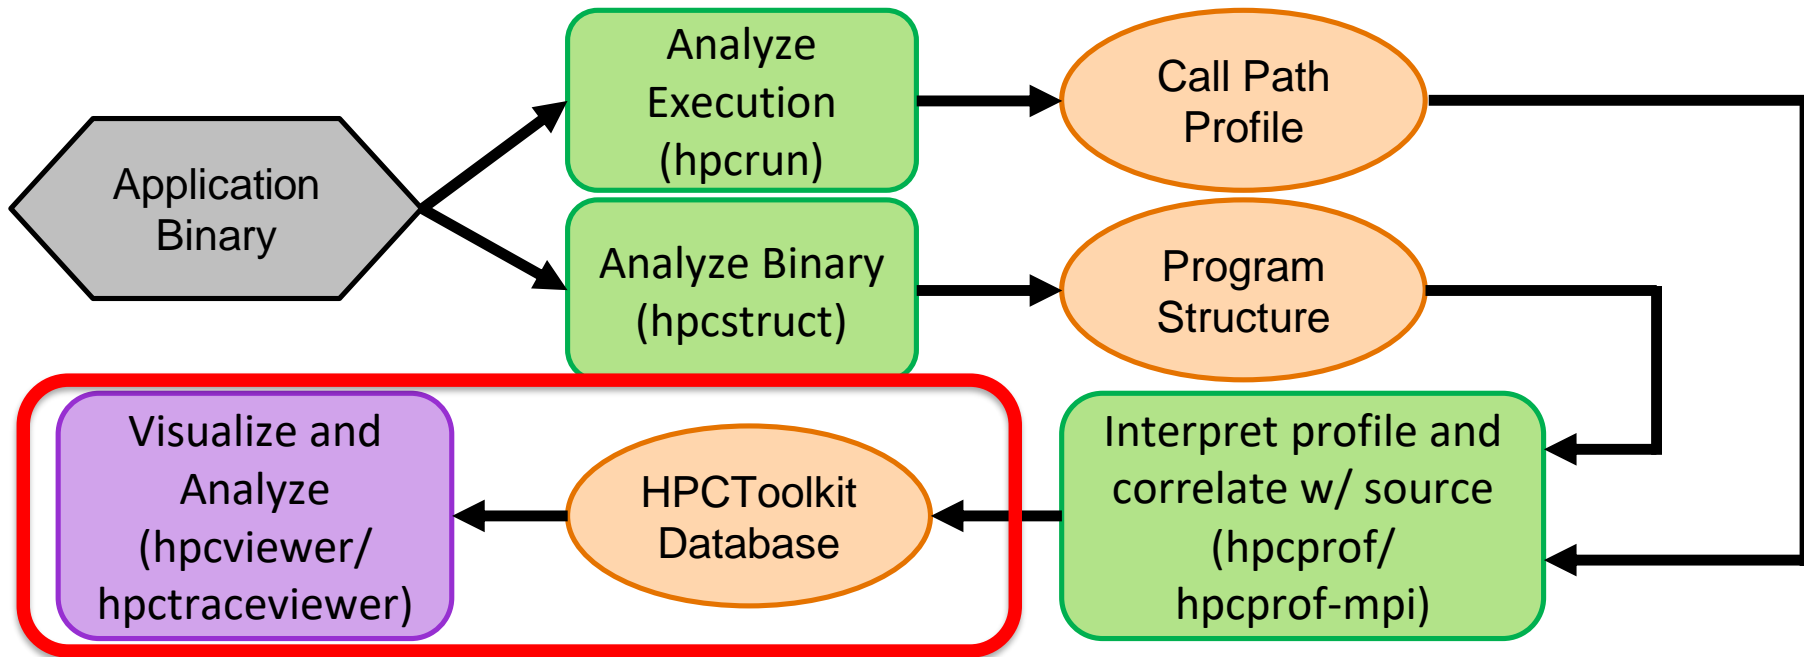 Application
Binary
Analyze
Execution
(hpcrun)
Call Path
Profile
Analyze Binary
(hpcstruct)
Program
Structure
Visualize and
Analyze
(hpcviewer/
hpctraceviewer)
HPCToolkit
Database
Interpret profile and
correlate w/ source
(hpcprof/
hpcprof-mpi)